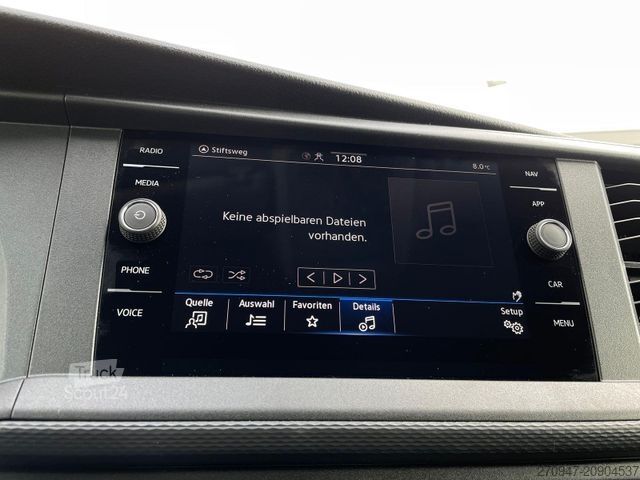 RADIO
MEDIA
PHONE
VOICE
Stiftsweg
12:08
8.0°C
Keine abspielbaren Dateien
vorhanden.
Quelle
Auswahl
Favoriten
Details
Setup
NAV
APP
CAR
MENU
Truck
Scout24
270947-20904537